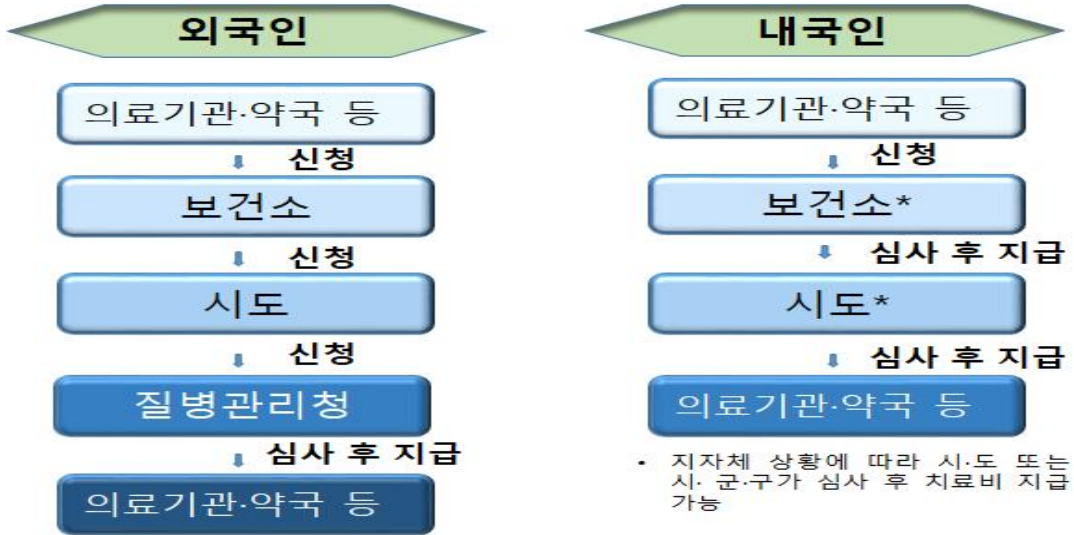 외국인
의료기관·약국 등
신청
보건소
신청
시도
신청
질병관리청
심사 후 지급
의료기관·약국 등
내국인
의료기관·약국 등
신청
보건소*
심사 후 지급
시도*
심사 후 지급
의료기관·약국 등
• 지자체 상황에 따라 시·도 또는
시· 군·구가 심사 후 치료비 지급
가능